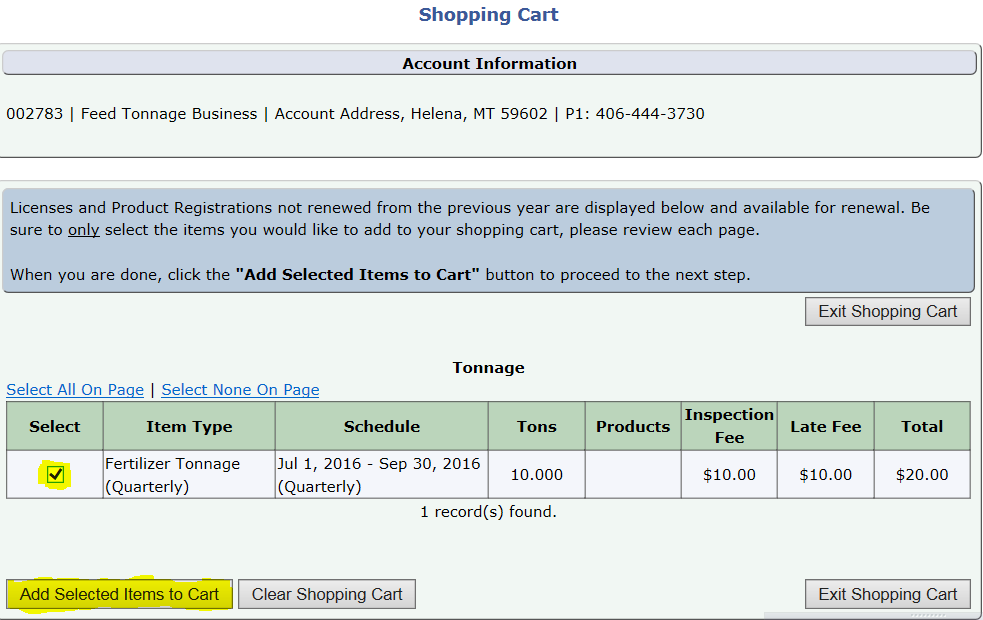 Shopping Cart
Account Information
002783 | Feed Tonnage Business | Account Address, Helena, MT 59602 | P1: 406-444-3730
Licenses and Product Registrations not renewed from the previous year are displayed below and available for renewal. Be
sure to only select the items you would like to add to your shopping cart, please review each page.
When you are done, click the "Add Selected Items to Cart" button to proceed to the next step.
Exit Shopping Cart
Tonnage
Select All On Page | Select None On Page
Select Item Type Schedule Tons Products Inspection Fee Late Fee Total
Fertilizer Tonnage (Quarterly) Jul 1, 2016 - Sep 30, 2016 (Quarterly) 10.000 $10.00 $10.00 $20.00
1 record(s) found.
Add Selected Items to Cart Clear Shopping Cart Exit Shopping Cart